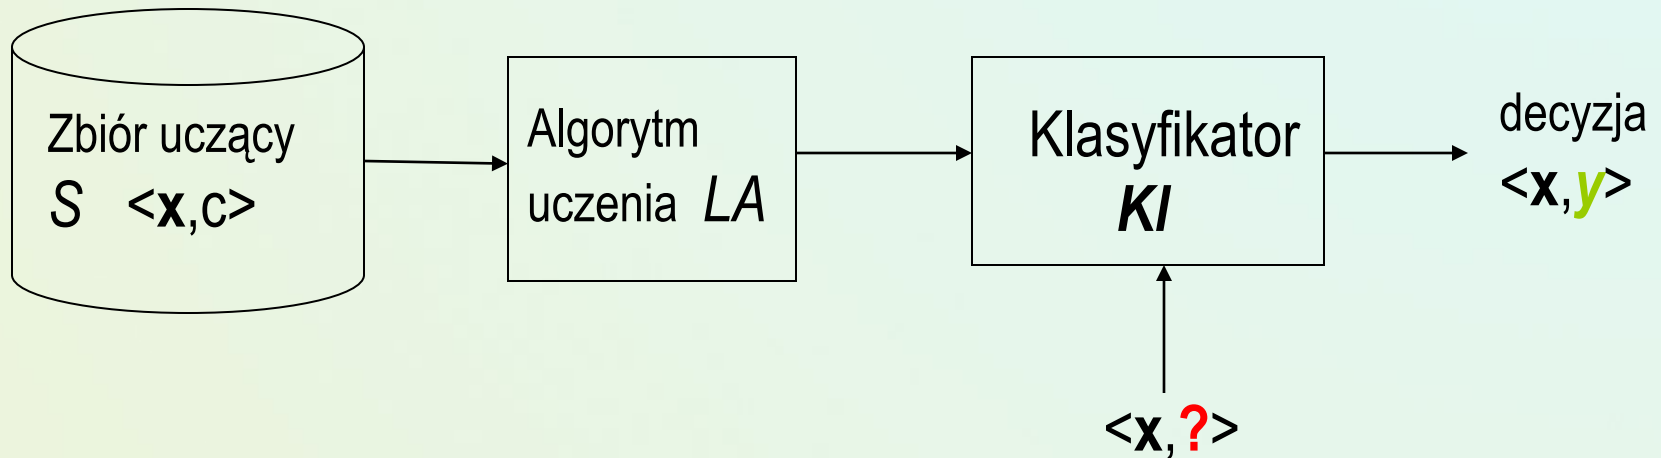 Zbiór uczący
S <x,c>
Algorytm
uczenia LA
Klasyfikator
Kl
decyzja
<x,y>
<x,?>